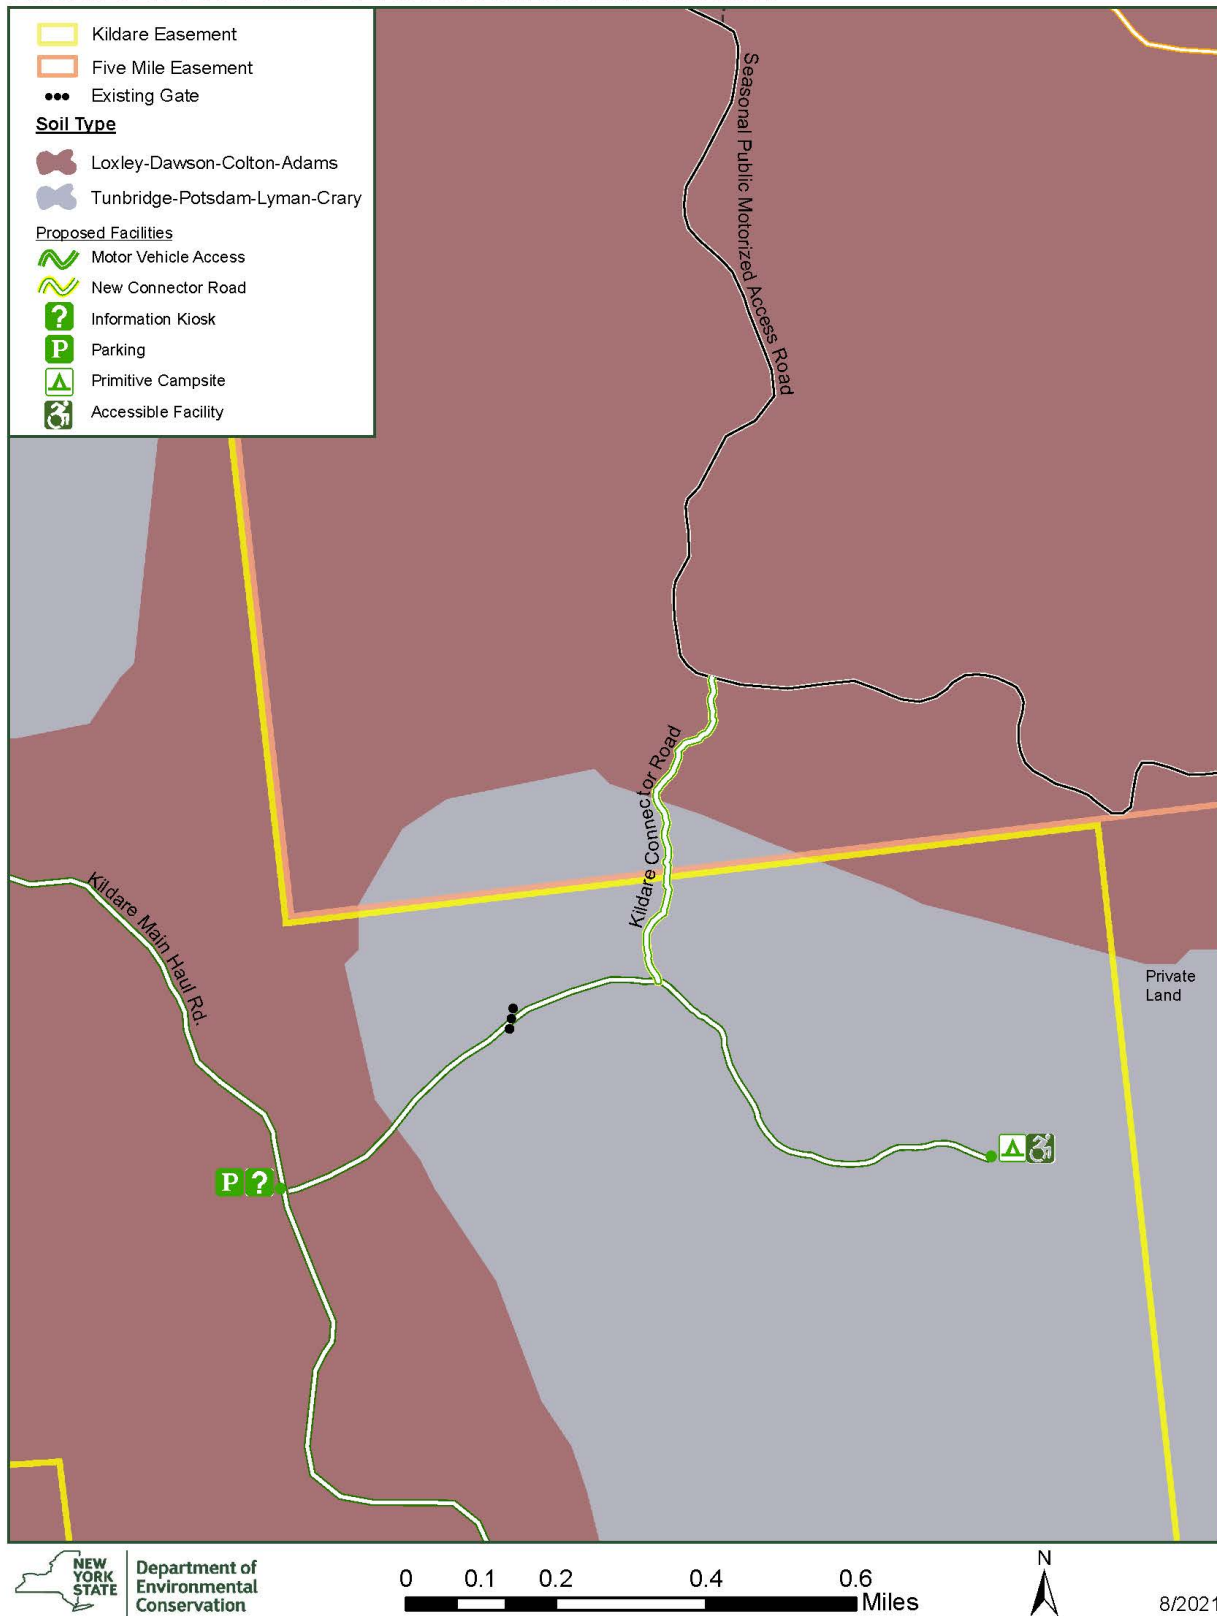 Kildare Easement
Five Mile Easement
Existing Gate
Soil Type
Loxley-Dawson-Colton-Adams
Tunbridge-Potsdam-Lyman-Crary
Proposed Facilities
Motor Vehicle Access
New Connector Road
? Information Kiosk
P Parking
Primitive Campsite
Accessible Facility
Seasonal Public Motorized Access Road
Kildare Connector Road
Kildare Main Haul Rd.
Private
Land
P ?
NEW
YORK
STATE
Department of
Environmental
Conservation
0 0.1 0.2 0.4 0.6
Miles
N
8/2021